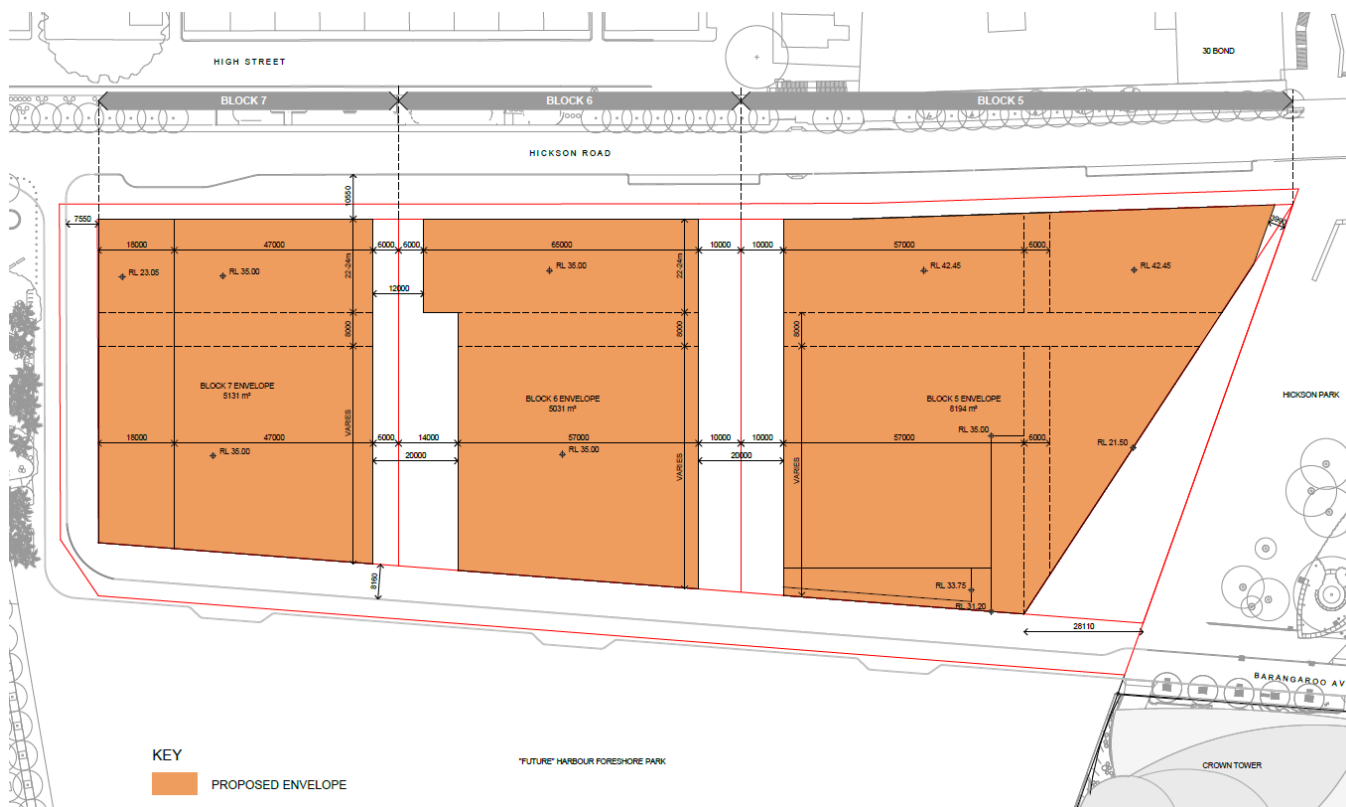 30 BOND
HIGH STREET
BLOCK 7
BLOCK 6
BLOCK 5
HICKSON ROAD
10550
7550
18000
47000
6000
6000
65000
10000
10000
57000
6000
RL 23.05
RL 35.00
22-24m
12000
RL 35.00
22-24m
RL 42.45
RL 42.45
8000
8000
8000
BLOCK 7 ENVELOPE
5131 m²
BLOCK 6 ENVELOPE
5031 m²
BLOCK 5 ENVELOPE
8194 m²
HICKSON PARK
VARIES
VARIES
VARIES
18000
47000
6000
14000
57000
10000
10000
57000
6000
RL 35.00
RL 35.00
RL 35.00
RL 21.50
20000
20000
8160
RL 33.75
RL 31.20
28110
BARANGAROO AV
KEY
PROPOSED ENVELOPE
"FUTURE" HARBOUR FORESHORE PARK
CROWN TOWER